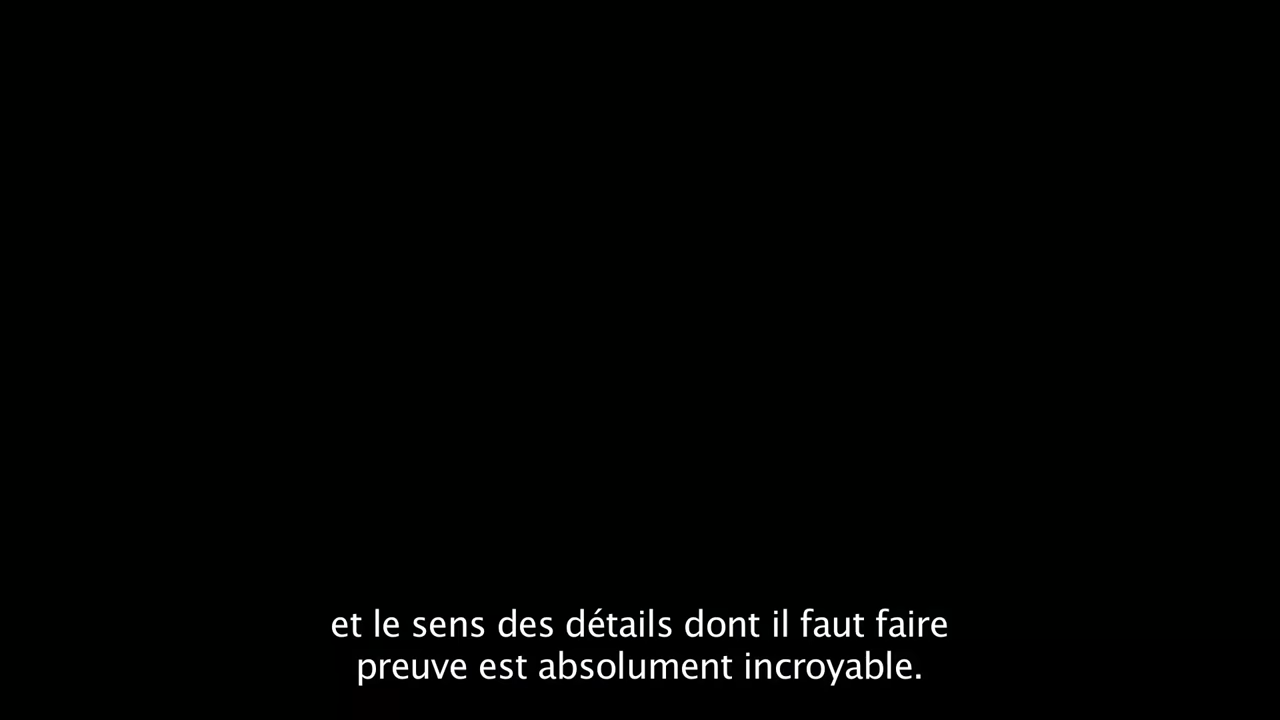 et le sens des détails dont il faut faire
preuve est absolument incroyable.